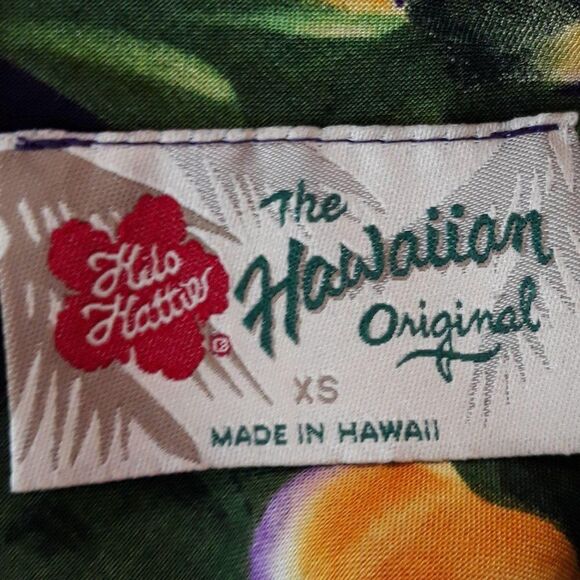 Hilo
Hattie
®
The
Hawaiian
Original
XS
MADE IN HAWAII